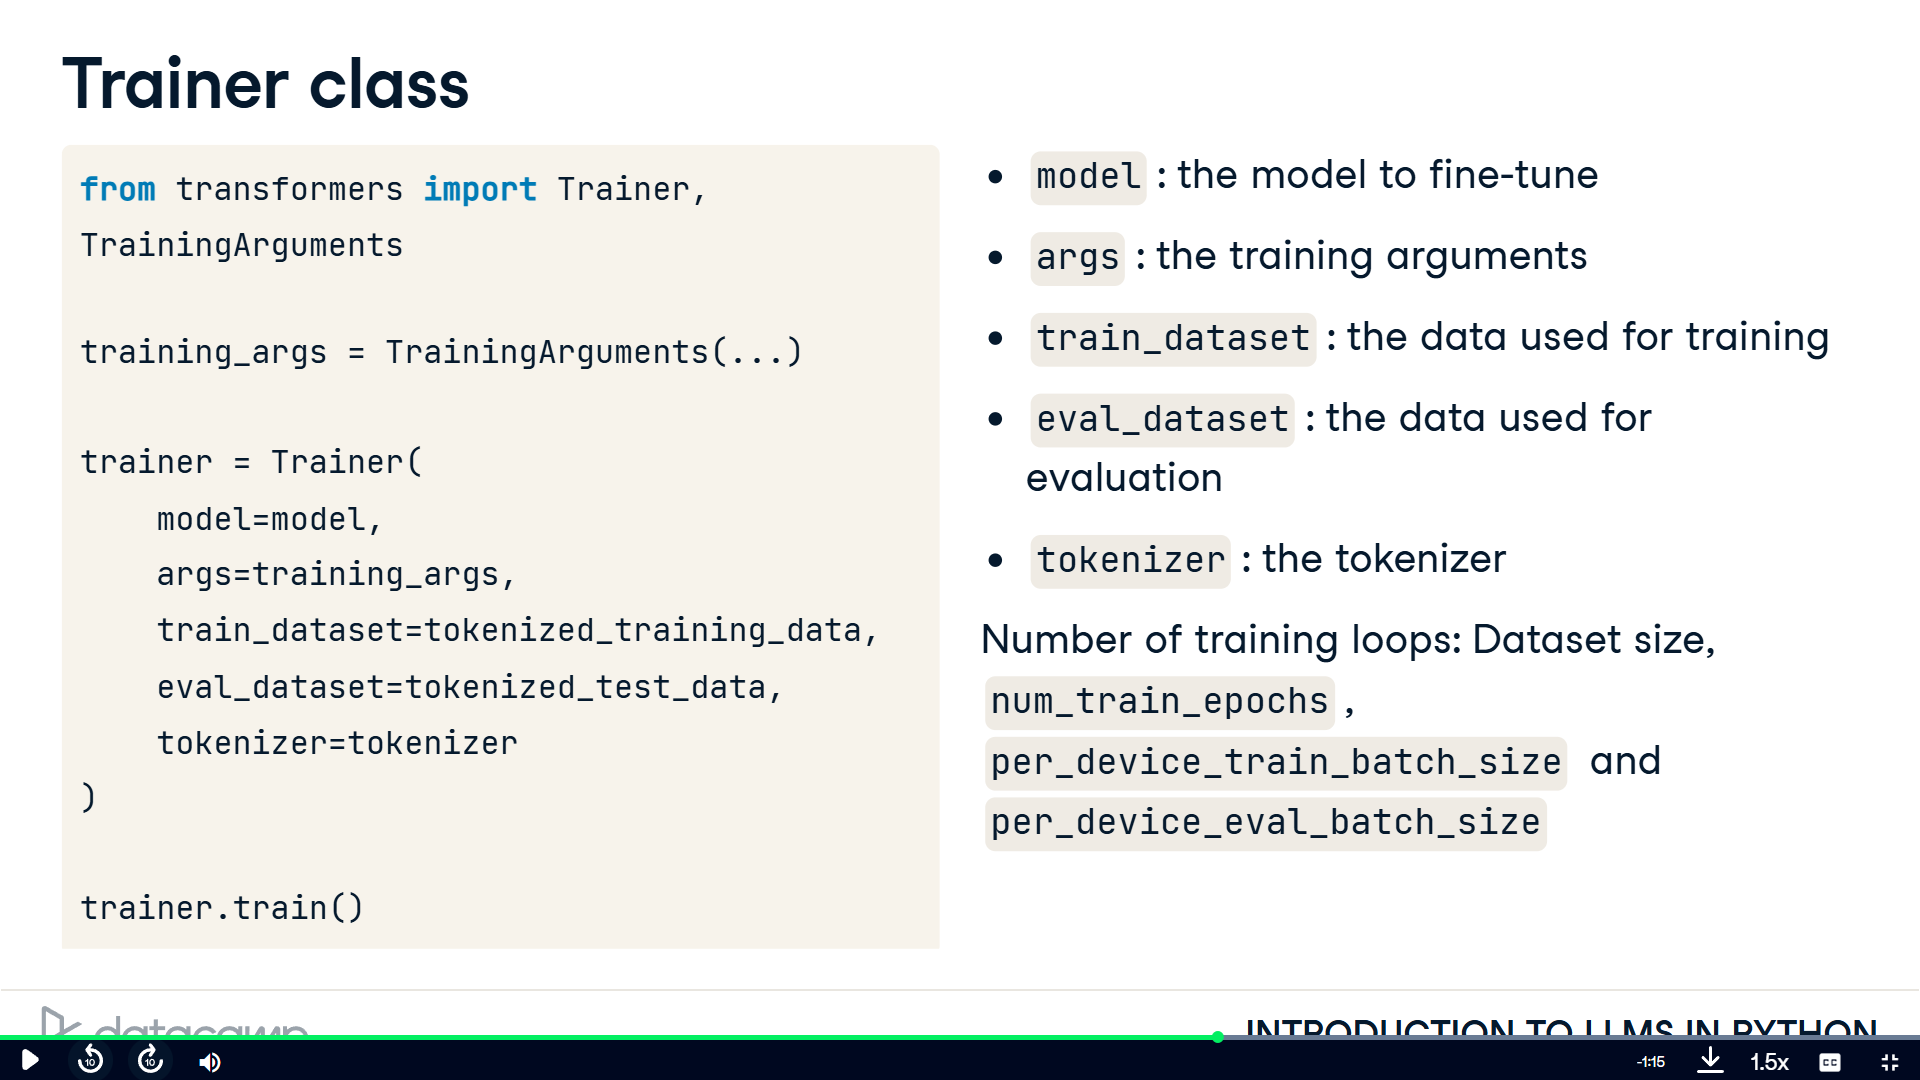 Trainer class
from transformers import Trainer,
TrainingArguments
training_args = TrainingArguments(...)
trainer = Trainer(
    model=model,
    args=training_args,
    train_dataset=tokenized_training_data,
    eval_dataset=tokenized_test_data,
    tokenizer=tokenizer
)
trainer.train()
• model : the model to fine-tune
• args : the training arguments
• train_dataset : the data used for training
• eval_dataset : the data used for
evaluation
• tokenizer : the tokenizer
Number of training loops: Dataset size,
num_train_epochs ,
per_device_train_batch_size and
per_device_eval_batch_size
datacamp
INTRODUCTION TO LLMS IN PYTHON
10
10
-1:15
1.5x
CC